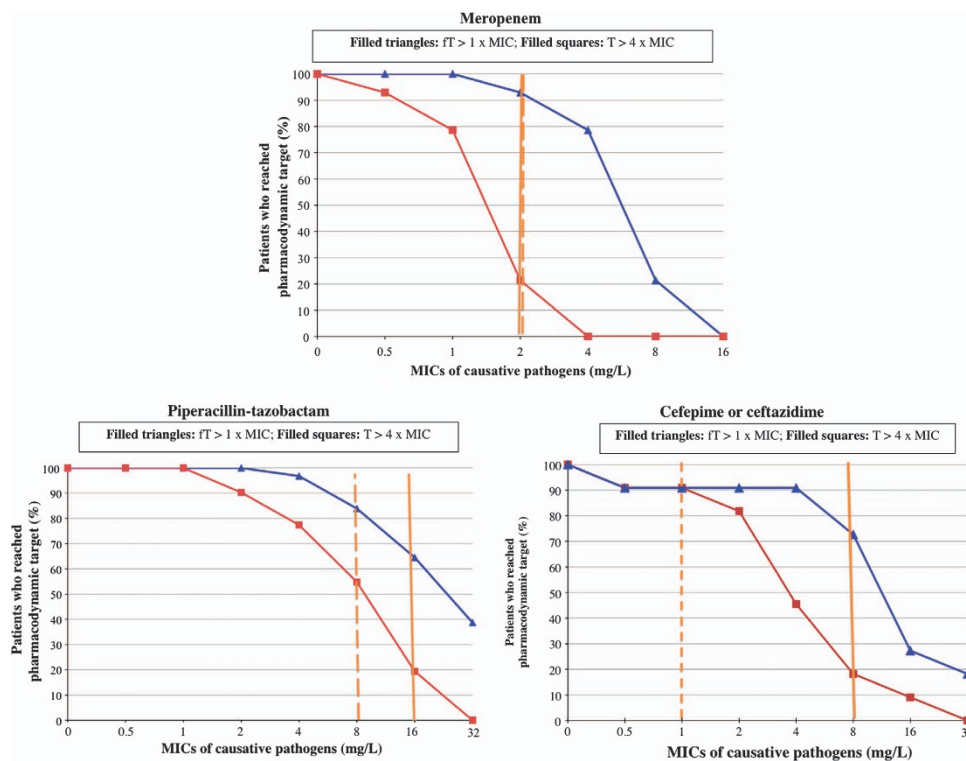 Meropenem
Filled triangles: fT > 1 x MIC; Filled squares: T > 4 x MIC
100
90
80
70
60
50
40
30
20
10
0
Patients who reached
pharmacodynamic target (%)
0 0.5 1 2 4 8 16
MICs of causative pathogens (mg/L)
Piperacillin-tazobactam
Filled triangles: fT > 1 x MIC; Filled squares: T > 4 x MIC
100
90
80
70
60
50
40
30
20
10
0
Patients who reached
pharmacodynamic target (%)
0 0.5 1 2 4 8 16 32
MICs of causative pathogens (mg/L)
Cefepime or ceftazidime
Filled triangles: fT > 1 x MIC; Filled squares: T > 4 x MIC
100
90
80
70
60
50
40
30
20
10
0
Patients who reached
pharmacodynamic target (%)
0 0.5 1 2 4 8 16 3
MICs of causative pathogens (mg/L)